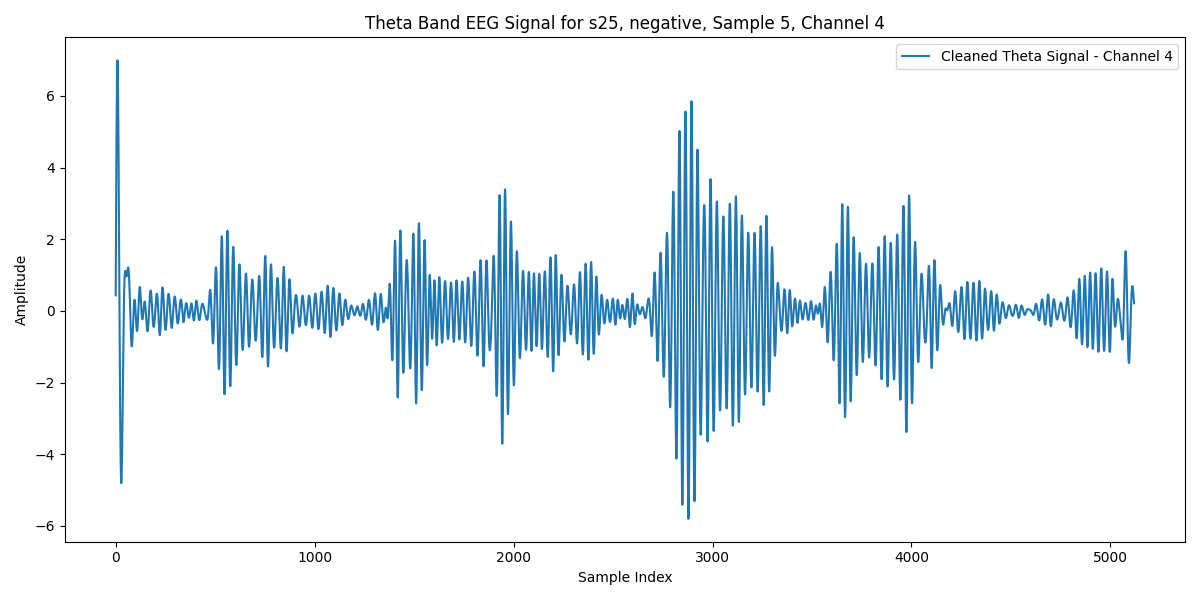 Theta Band EEG Signal for s25, negative, Sample 5, Channel 4
Cleaned Theta Signal - Channel 4
Amplitude
6
4
2
0
−2
−4
−6
0 1000 2000 3000 4000 5000
Sample Index